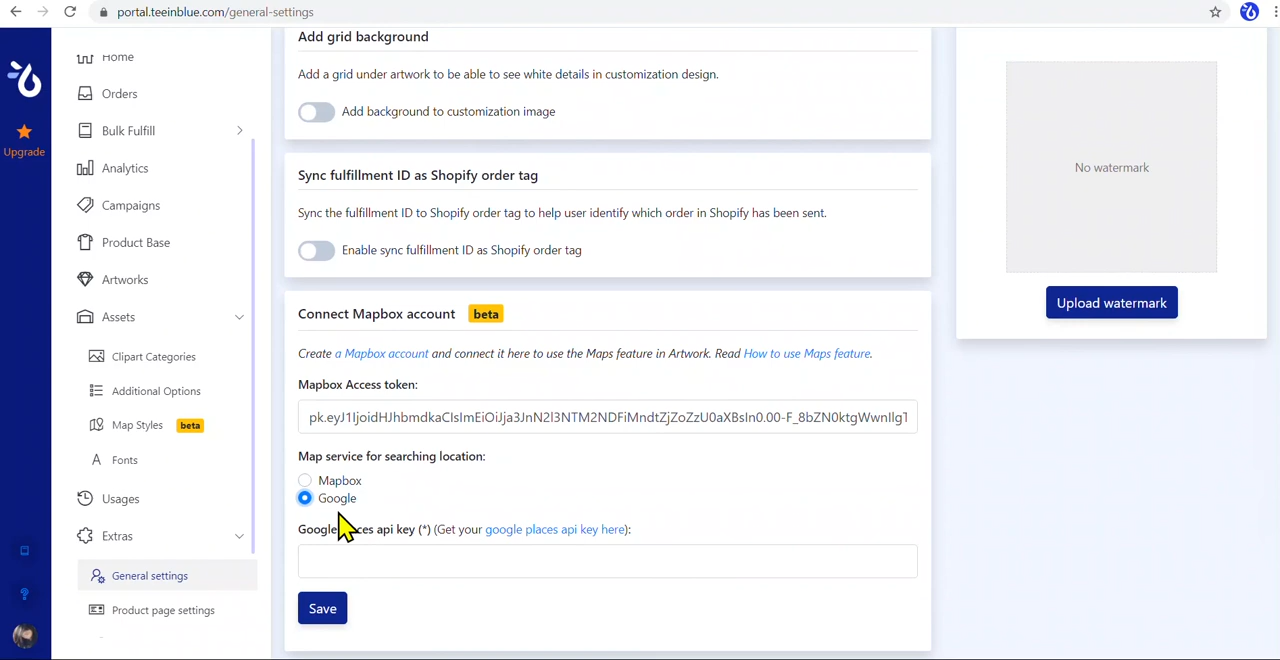 portal.teeinblue.com/general-settings
Upgrade
Home
Orders
Bulk Fulfill
Analytics
Campaigns
Product Base
Artworks
Assets
Clipart Categories
Additional Options
Map Styles beta
Fonts
Usages
Extras
General settings
Product page settings
Add grid background
Add a grid under artwork to be able to see white details in customization design.
Add background to customization image
Sync fulfillment ID as Shopify order tag
Sync the fulfillment ID to Shopify order tag to help user identify which order in Shopify has been sent.
Enable sync fulfillment ID as Shopify order tag
Connect Mapbox account beta
Create a Mapbox account and connect it here to use the Maps feature in Artwork. Read How to use Maps feature.
Mapbox Access token:
Map service for searching location:
Mapbox
Google
api key (*) (Get your google places api key here):
Save
No watermark
Upload watermark